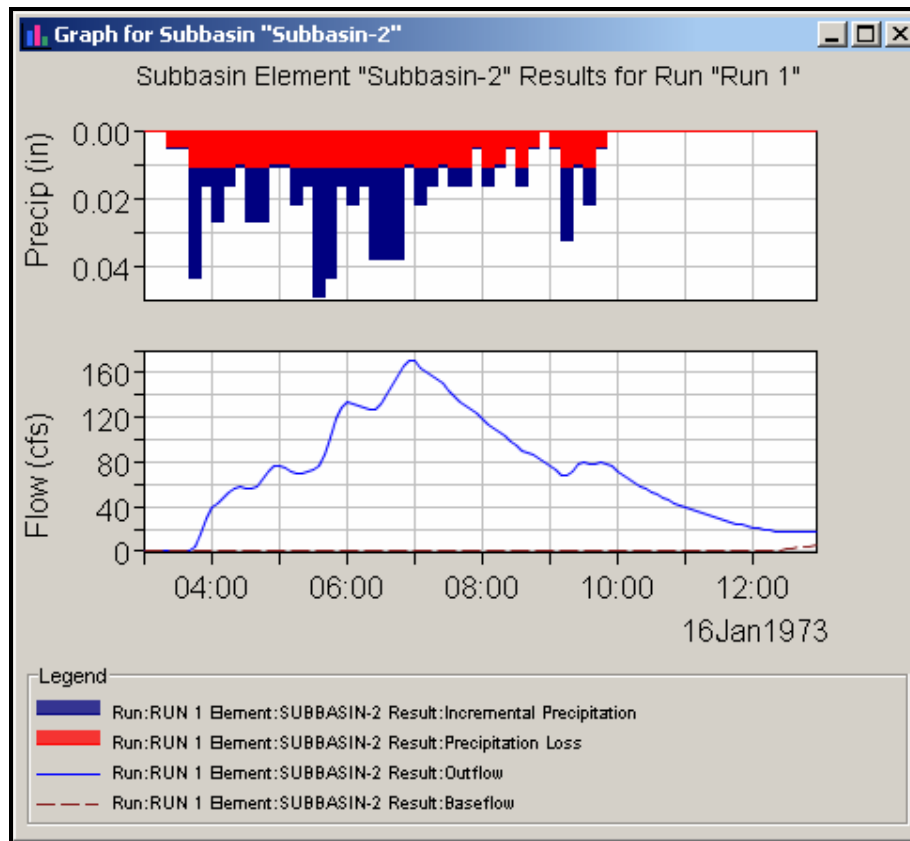 Graph for Subbasin "Subbasin-2"
Subbasin Element "Subbasin-2" Results for Run "Run 1"
Precip (in)
0.00
0.02
0.04
Flow (cfs)
160
120
80
40
0
04:00 06:00 08:00 10:00 12:00
16Jan1973
Legend
Run:RUN 1 Element:SUBBASIN-2 Result:Incremental Precipitation
Run:RUN 1 Element:SUBBASIN-2 Result:Precipitation Loss
Run:RUN 1 Element:SUBBASIN-2 Result:Outflow
Run:RUN 1 Element:SUBBASIN-2 Result:Baseflow